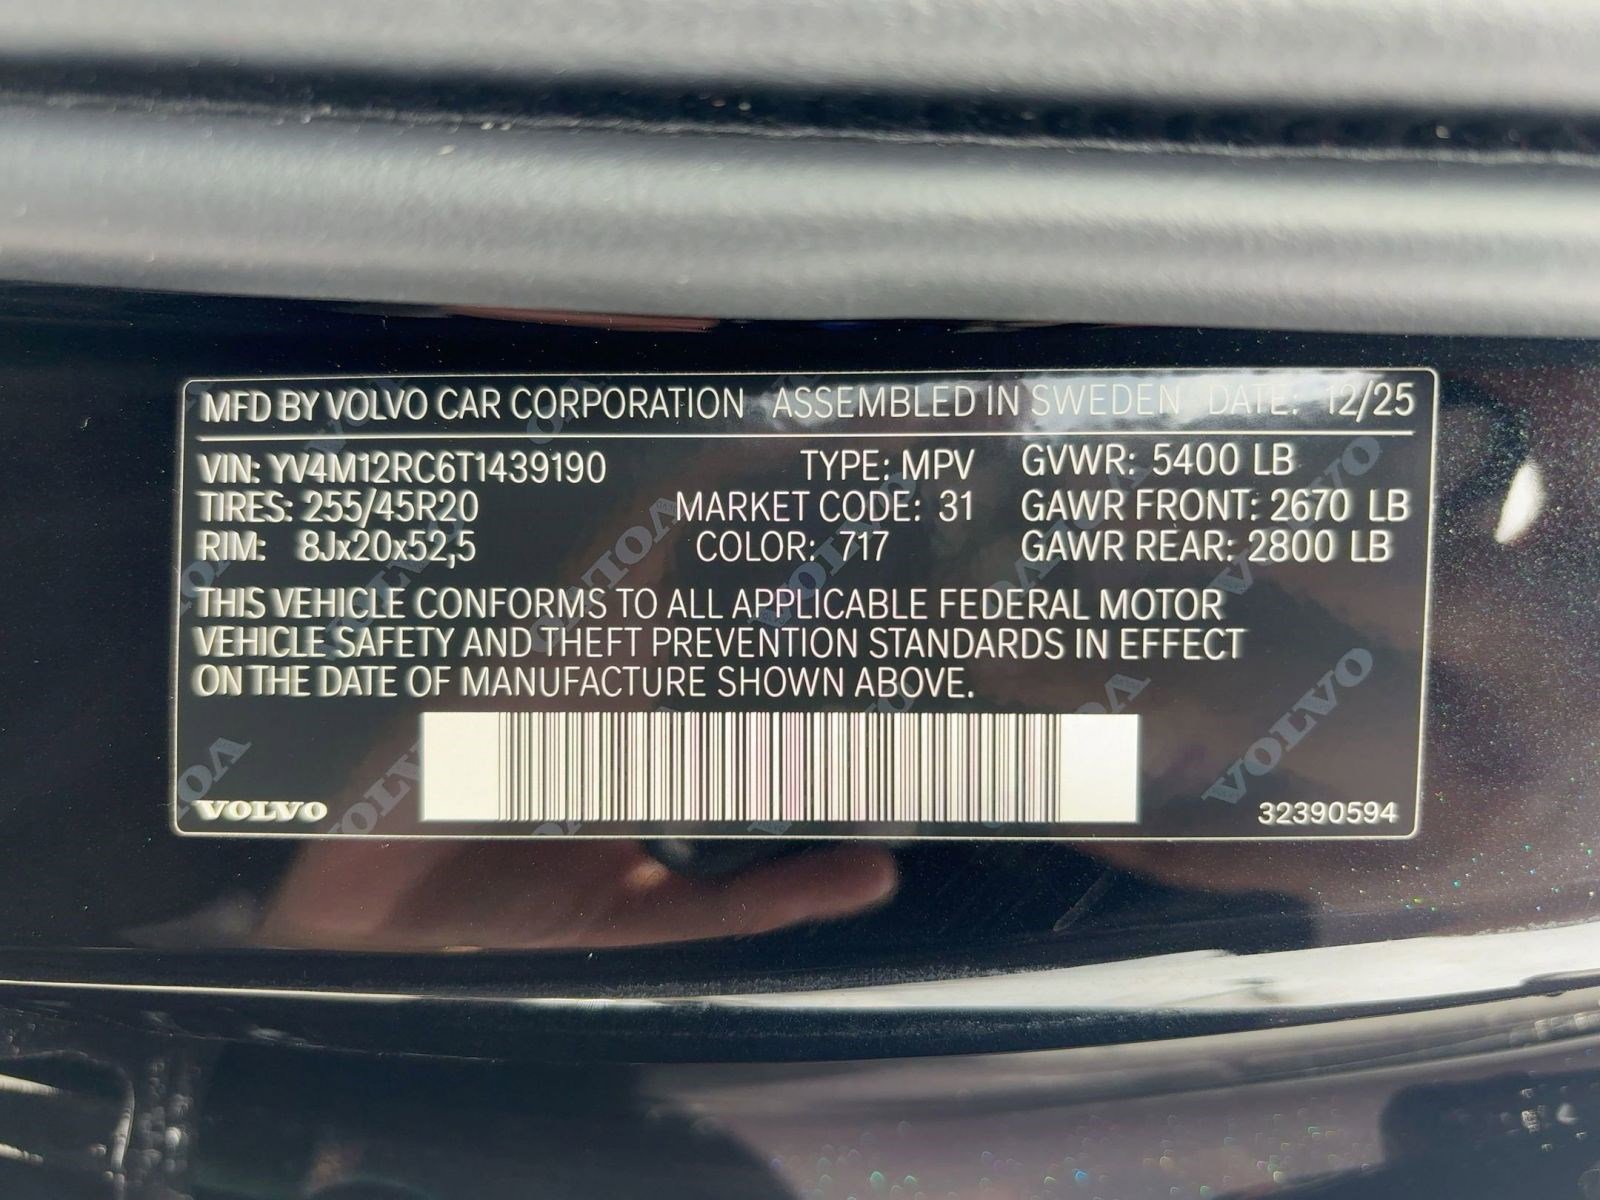 MFD BY VOLVO CAR CORPORATION ASSEMBLED IN SWEDEN DATE: 12/25
VIN: YV4M12RC6T1439190 TYPE: MPV GVWR: 5400 LB
TIRES: 255/45R20 MARKET CODE: 31 GAWR FRONT: 2670 LB
RIM: 8Jx20x52,5 COLOR: 717 GAWR REAR: 2800 LB
THIS VEHICLE CONFORMS TO ALL APPLICABLE FEDERAL MOTOR
VEHICLE SAFETY AND THEFT PREVENTION STANDARDS IN EFFECT
ON THE DATE OF MANUFACTURE SHOWN ABOVE.
VOLVO 32390594